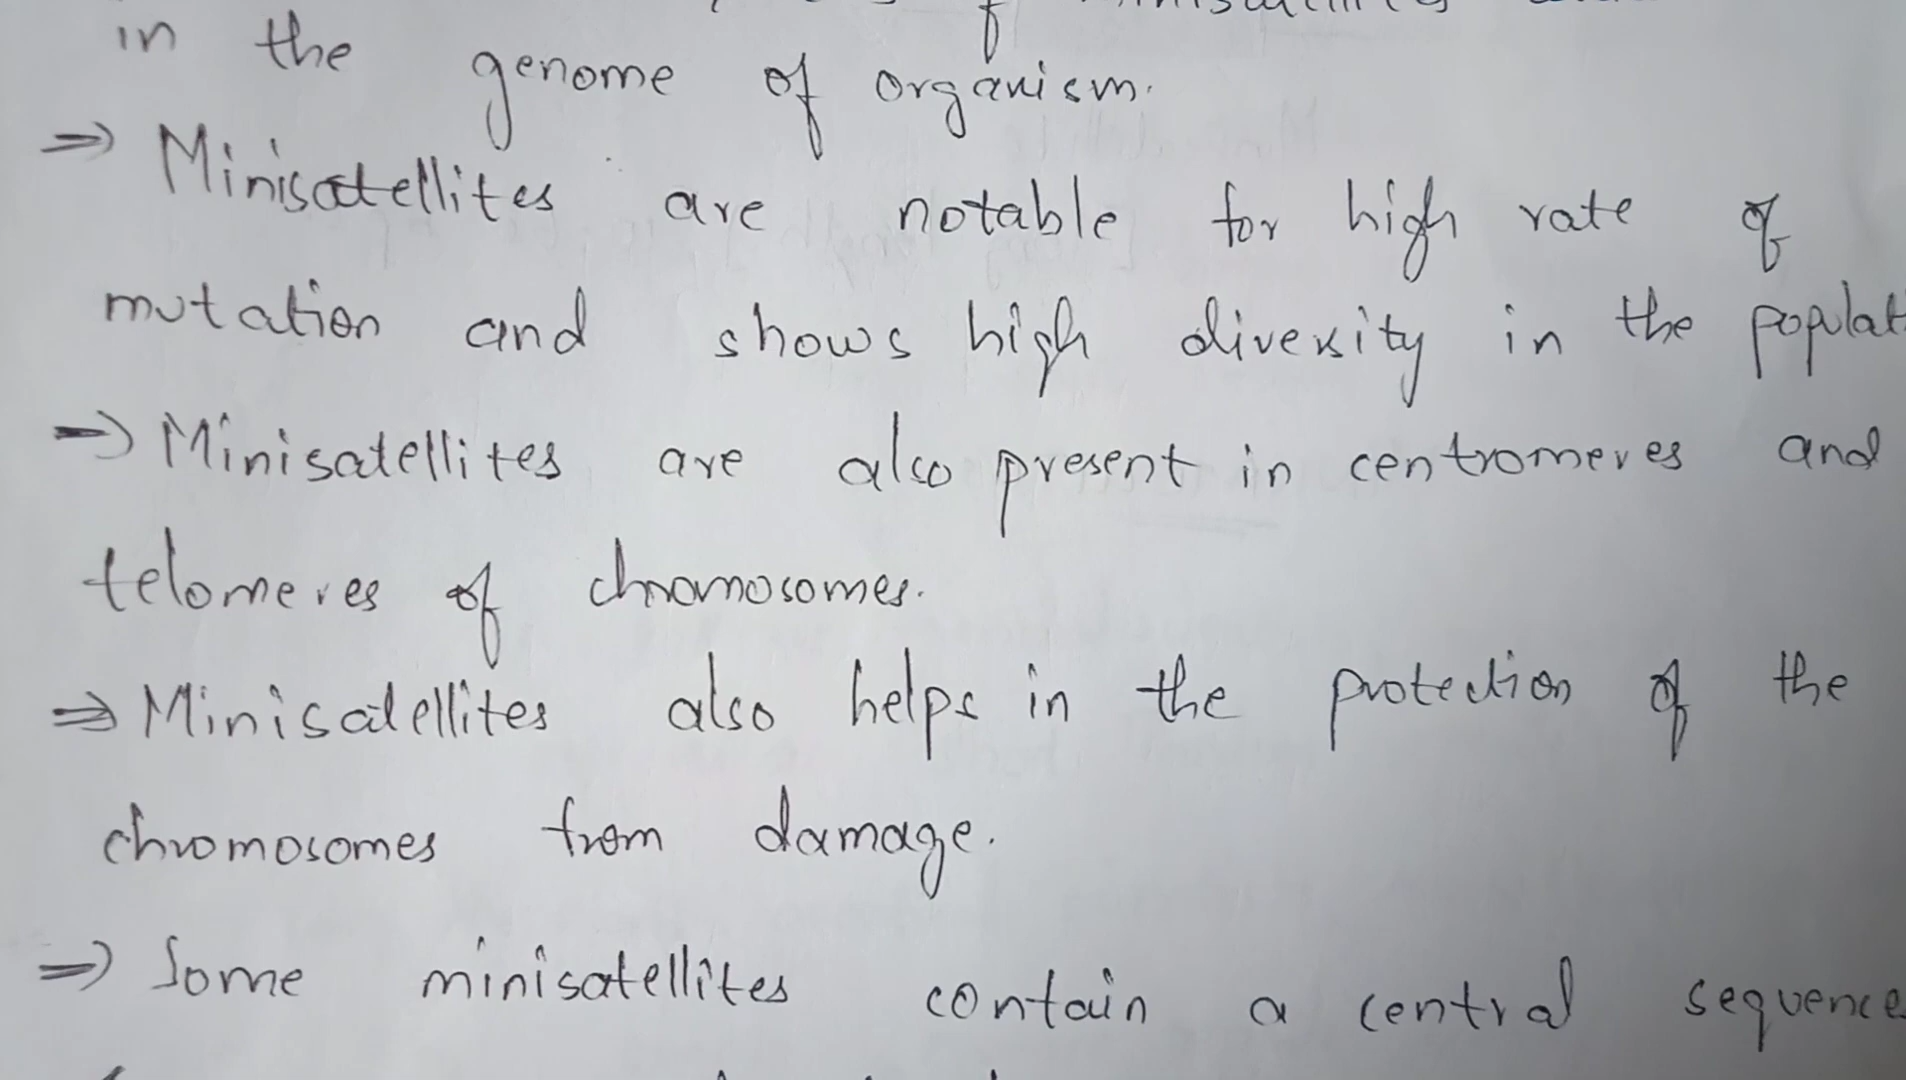 in the genome of organism.
⇒ Minisatellites are notable for high rate of
mutation and shows high diversity in the populat
⇒ Minisatellites are also present in centromeres and
telomeres of chromosomes.
⇒ Minisatellites also helps in the protection of the
chromosomes from damage.
⇒ Some minisatellites contain a central sequence